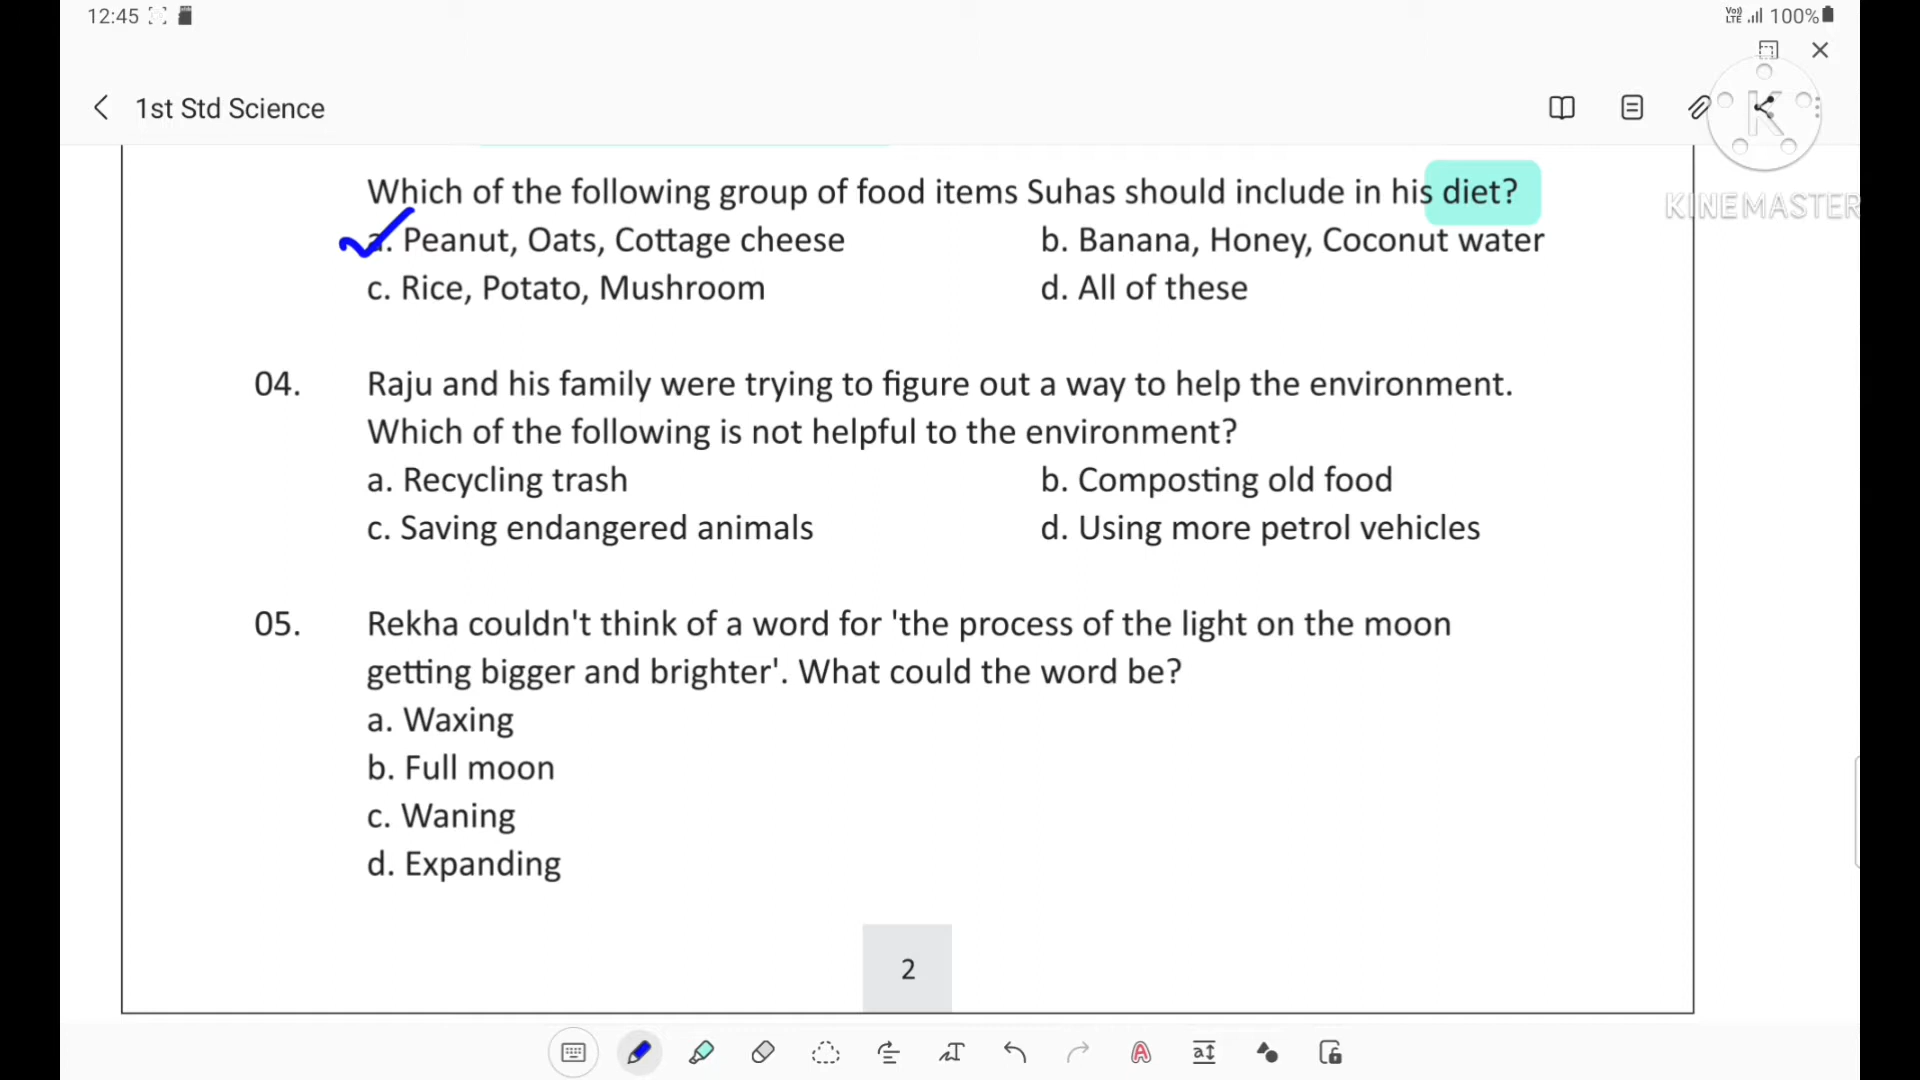 12:45
Vo))
LTE
100%
1st Std Science
K
KINEMASTER
Which of the following group of food items Suhas should include in his diet?
a. Peanut, Oats, Cottage cheese
b. Banana, Honey, Coconut water
c. Rice, Potato, Mushroom
d. All of these
04. Raju and his family were trying to figure out a way to help the environment.
Which of the following is not helpful to the environment?
a. Recycling trash
b. Composting old food
c. Saving endangered animals
d. Using more petrol vehicles
05. Rekha couldn't think of a word for 'the process of the light on the moon
getting bigger and brighter'. What could the word be?
a. Waxing
b. Full moon
c. Waning
d. Expanding
2